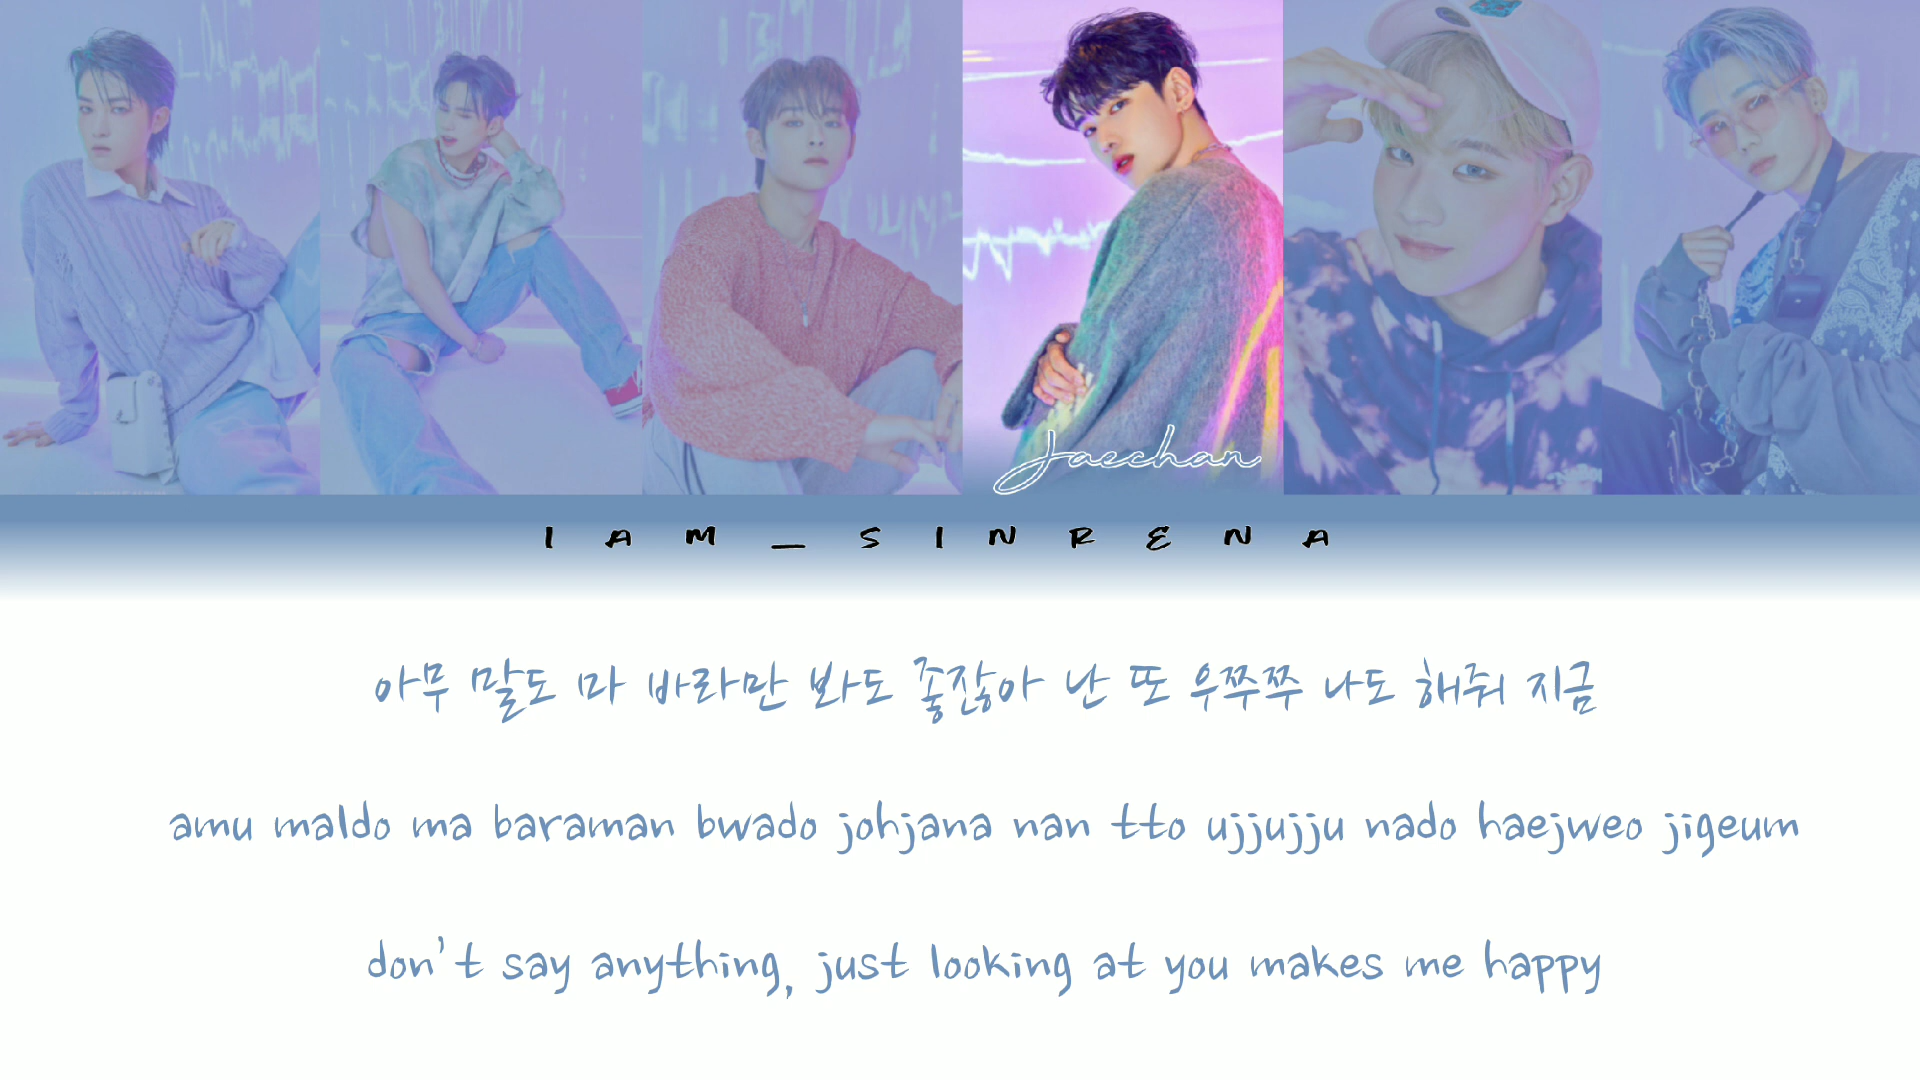 Jaechan
IAM_SINRENA
아무 말도 마 바라만 봐도 좋잖아 난 또 우쭈쭈 나도 해줘 지금
amu maldo ma baraman bwado johjana nan tto ujjujju nado haejweo jigeum
don't say anything, just looking at you makes me happy